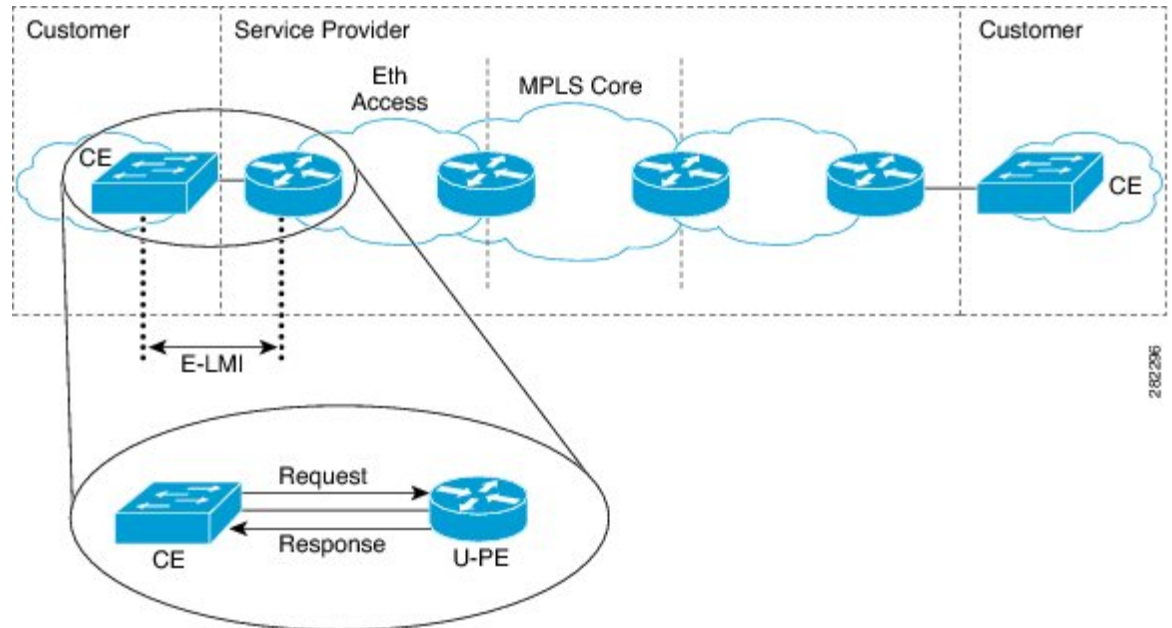 Customer
Service Provider
Customer
Eth
Access
MPLS Core
CE
CE
E-LMI
282296
Request
Response
CE
U-PE